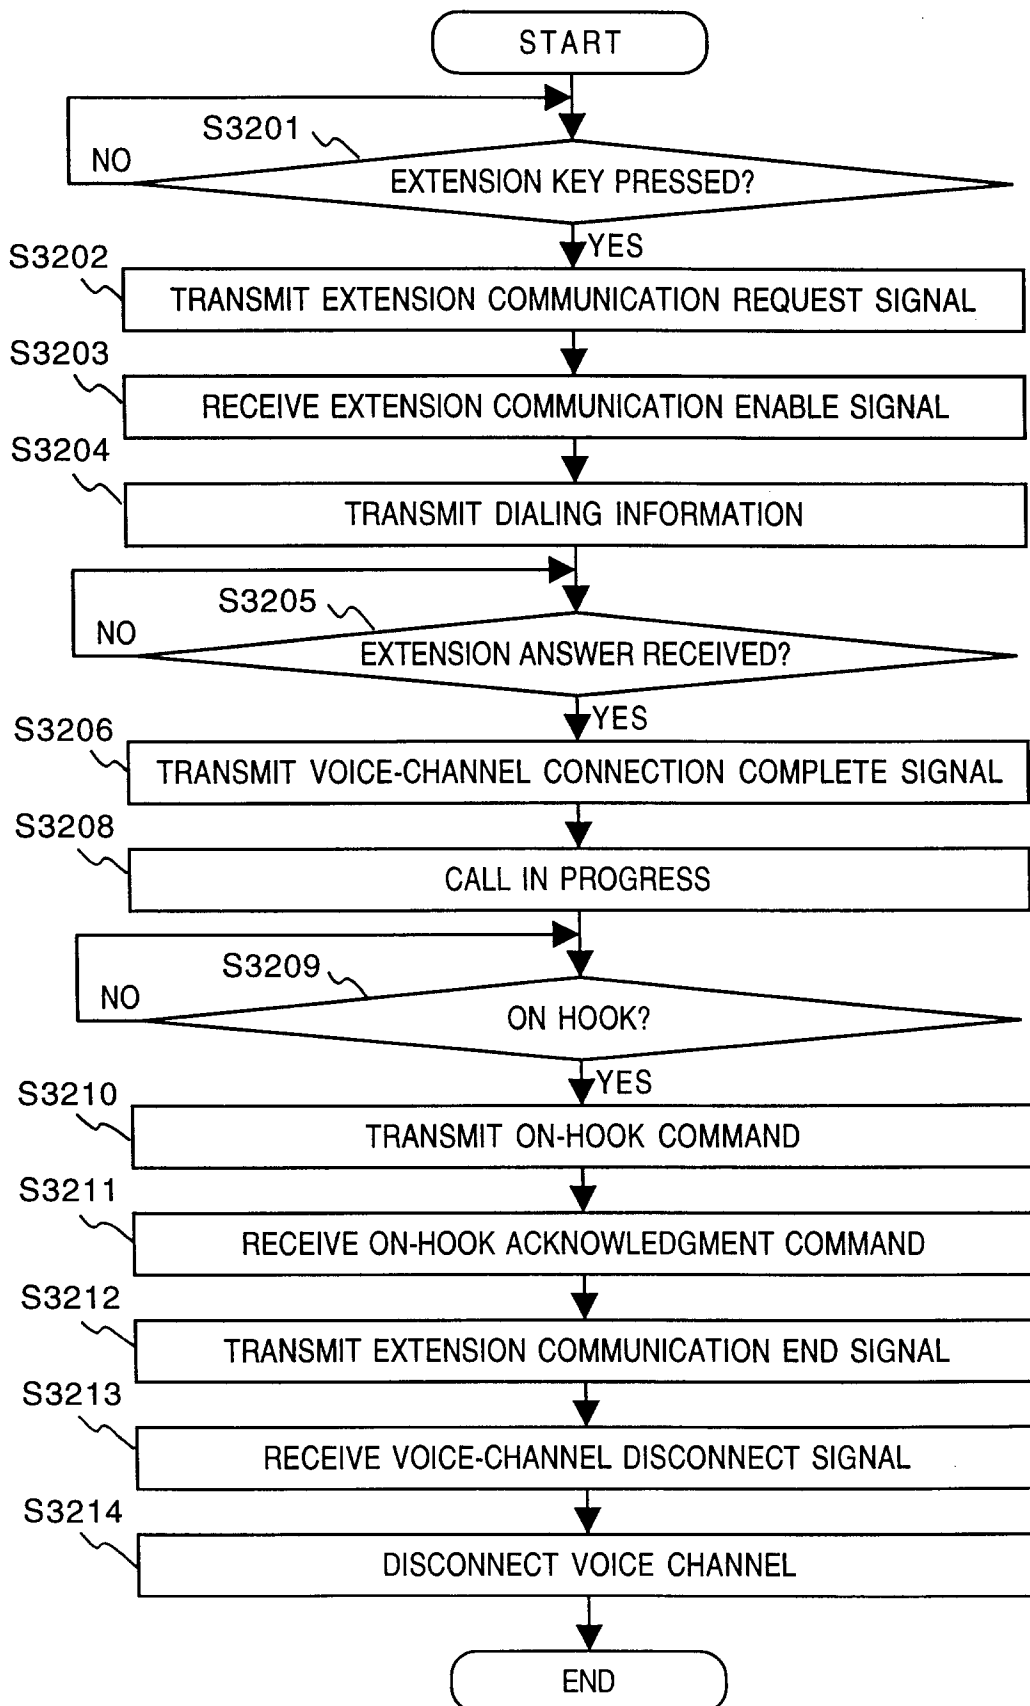 START
S3201
NO
EXTENSION KEY PRESSED?
YES
S3202
TRANSMIT EXTENSION COMMUNICATION REQUEST SIGNAL
S3203
RECEIVE EXTENSION COMMUNICATION ENABLE SIGNAL
S3204
TRANSMIT DIALING INFORMATION
S3205
NO
EXTENSION ANSWER RECEIVED?
YES
S3206
TRANSMIT VOICE-CHANNEL CONNECTION COMPLETE SIGNAL
S3208
CALL IN PROGRESS
S3209
NO
ON HOOK?
YES
S3210
TRANSMIT ON-HOOK COMMAND
S3211
RECEIVE ON-HOOK ACKNOWLEDGMENT COMMAND
S3212
TRANSMIT EXTENSION COMMUNICATION END SIGNAL
S3213
RECEIVE VOICE-CHANNEL DISCONNECT SIGNAL
S3214
DISCONNECT VOICE CHANNEL
END